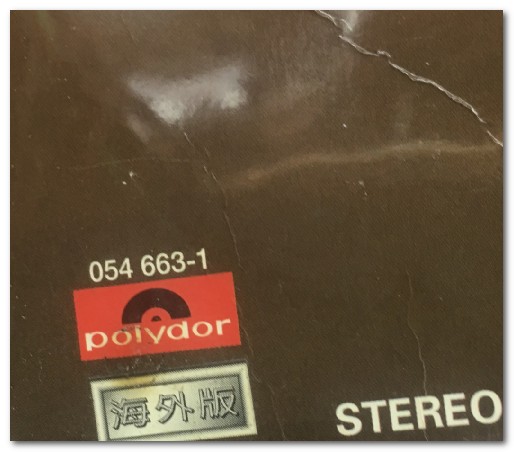 054 663-1
polydor
海外版
STEREO